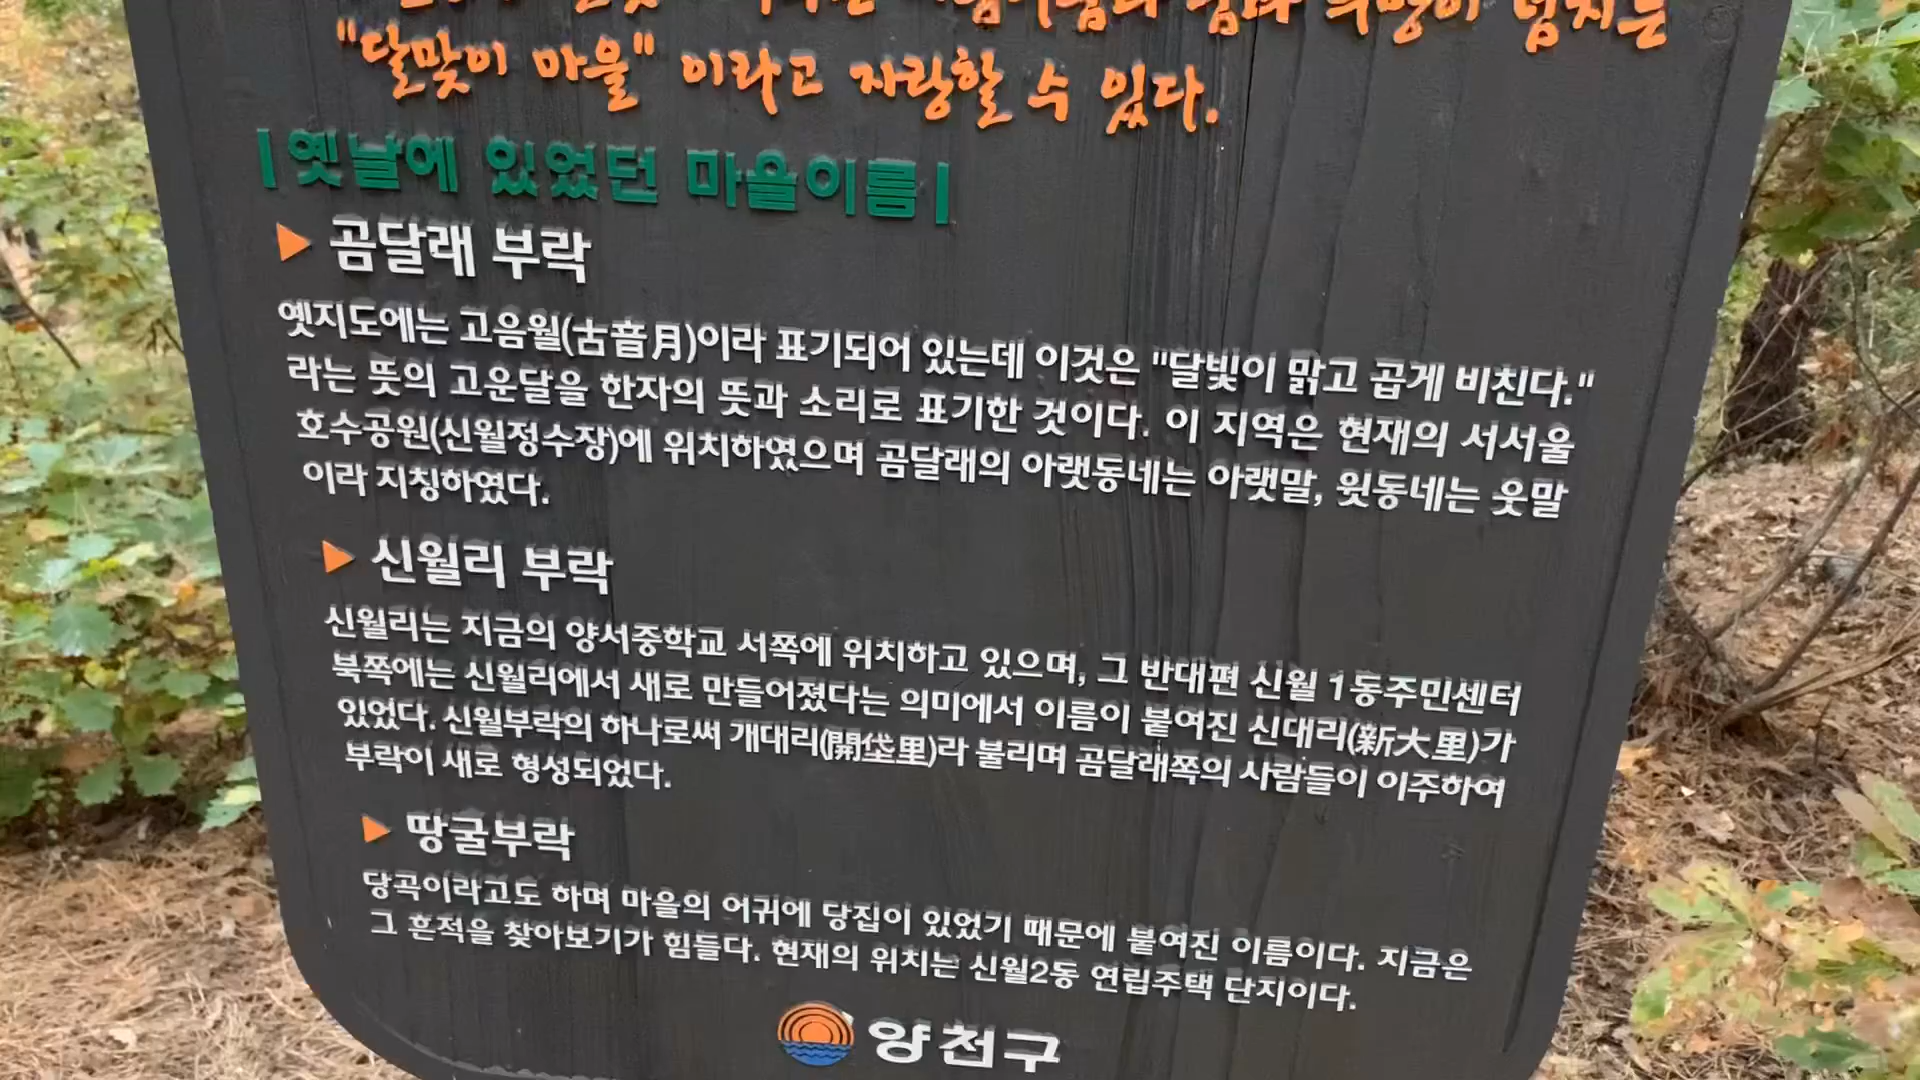 희망이 넘치는
"달맞이 마을" 이라고 자랑할 수 있다.
|옛날에 있었던 마을이름|
▶ 곰달래 부락
옛지도에는 고음월(古音月)이라 표기되어 있는데 이것은 "달빛이 맑고 곱게 비친다."
라는 뜻의 고운달을 한자의 뜻과 소리로 표기한 것이다. 이 지역은 현재의 서서울
호수공원(신월정수장)에 위치하였으며 곰달래의 아랫동네는 아랫말, 윗동네는 웃말
이라 지칭하였다.
▶ 신월리 부락
신월리는 지금의 양서중학교 서쪽에 위치하고 있으며, 그 반대편 신월 1동주민센터
북쪽에는 신월리에서 새로 만들어졌다는 의미에서 이름이 붙여진 신대리(新大里)가
있었다. 신월부락의 하나로써 개대리(開垈里)라 불리며 곰달래쪽의 사람들이 이주하여
부락이 새로 형성되었다.
▶ 땅굴부락
당곡이라고도 하며 마을의 어귀에 당집이 있었기 때문에 붙여진 이름이다. 지금은
그 흔적을 찾아보기가 힘들다. 현재의 위치는 신월2동 연립주택 단지이다.
양천구